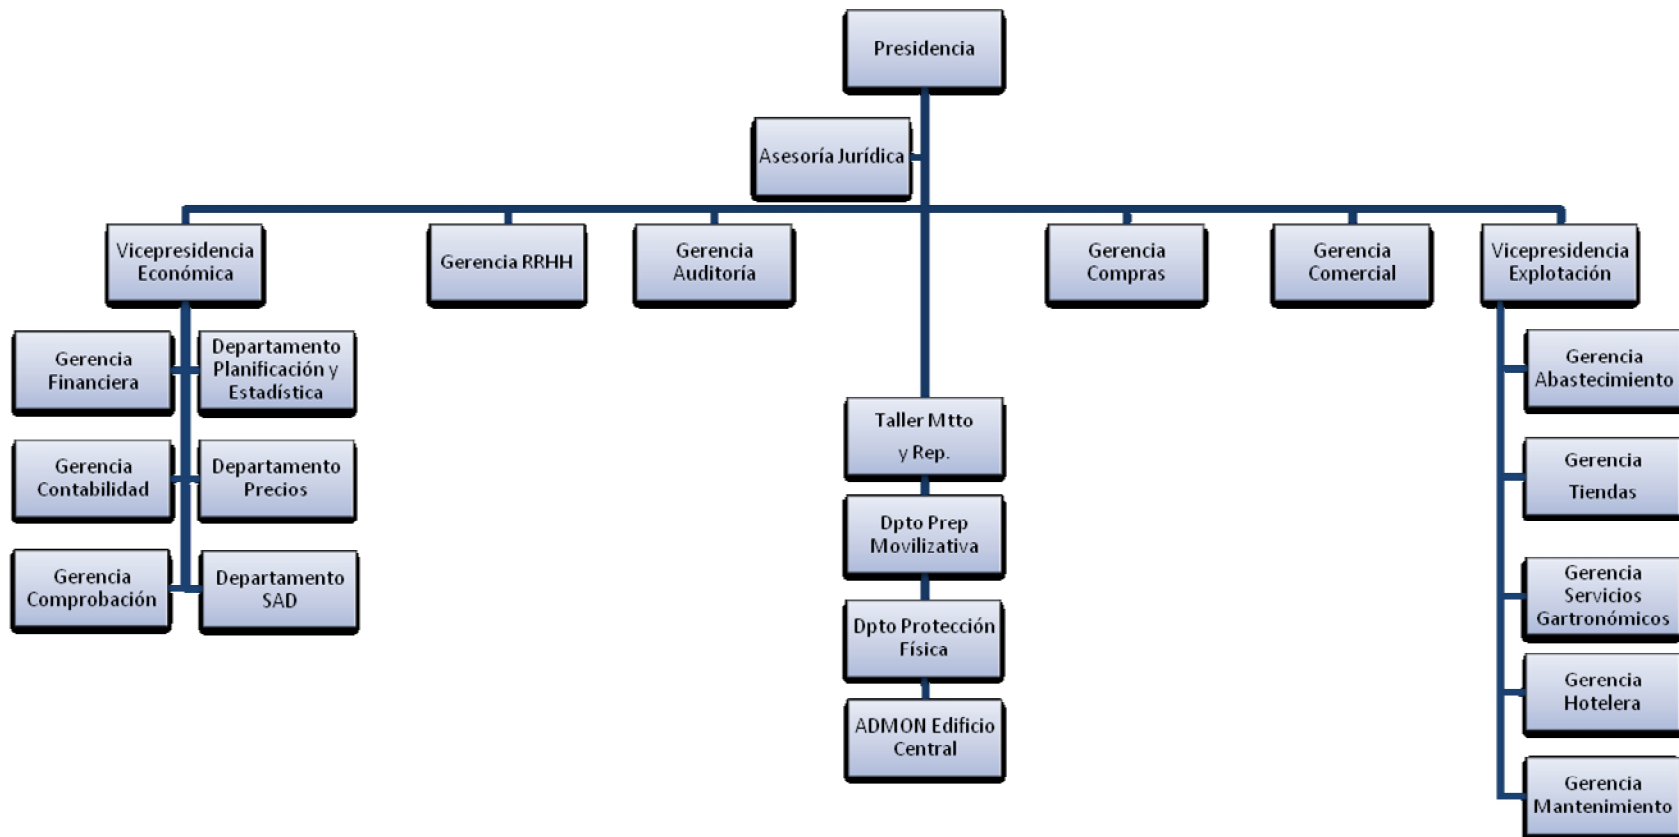 Presidencia
Asesoría Jurídica
Vicepresidencia
Económica
Gerencia RRHH
Gerencia
Auditoría
Gerencia
Compras
Gerencia
Comercial
Vicepresidencia
Explotación
Gerencia
Financiera
Departamento
Planificación y
Estadística
Gerencia
Contabilidad
Departamento
Precios
Gerencia
Comprobación
Departamento
SAD
Taller Mtto
y Rep.
Dpto Prep
Movilizativa
Dpto Protección
Física
ADMON Edificio
Central
Gerencia
Abastecimiento
Gerencia
Tiendas
Gerencia
Servicios
Gartronómicos
Gerencia
Hotelera
Gerencia
Mantenimiento